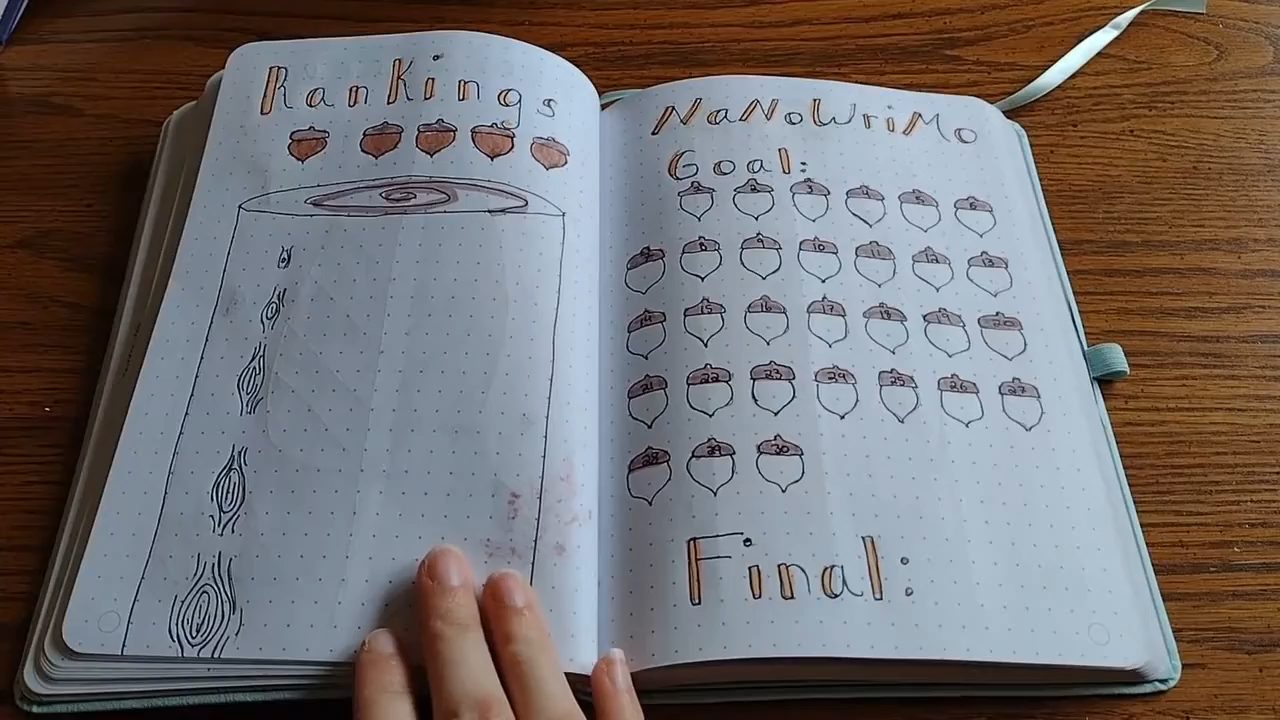 Rankings
NaNoWriMo
Goal:
1 2 3 4 5 6
7 8 9 10 11 12 13
14 15 16 17 18 19 20
21 22 23 24 25 26 27
28 29 30
Final: